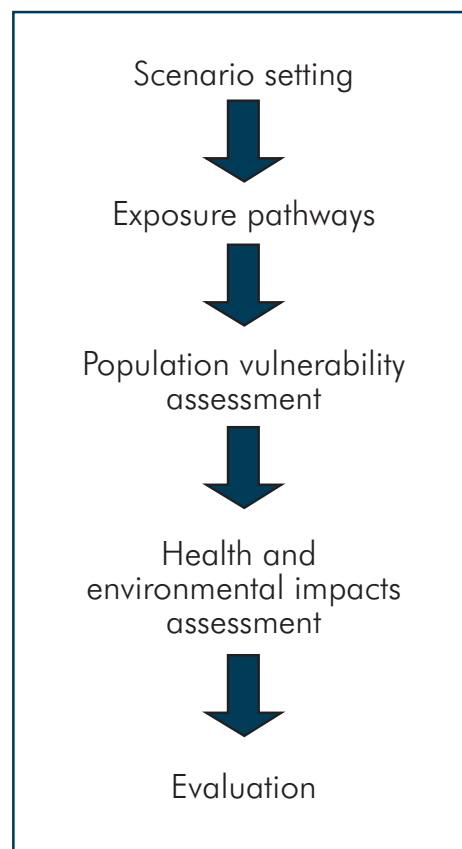 Scenario setting
Exposure pathways
Population vulnerability
assessment
Health and
environmental impacts
assessment
Evaluation